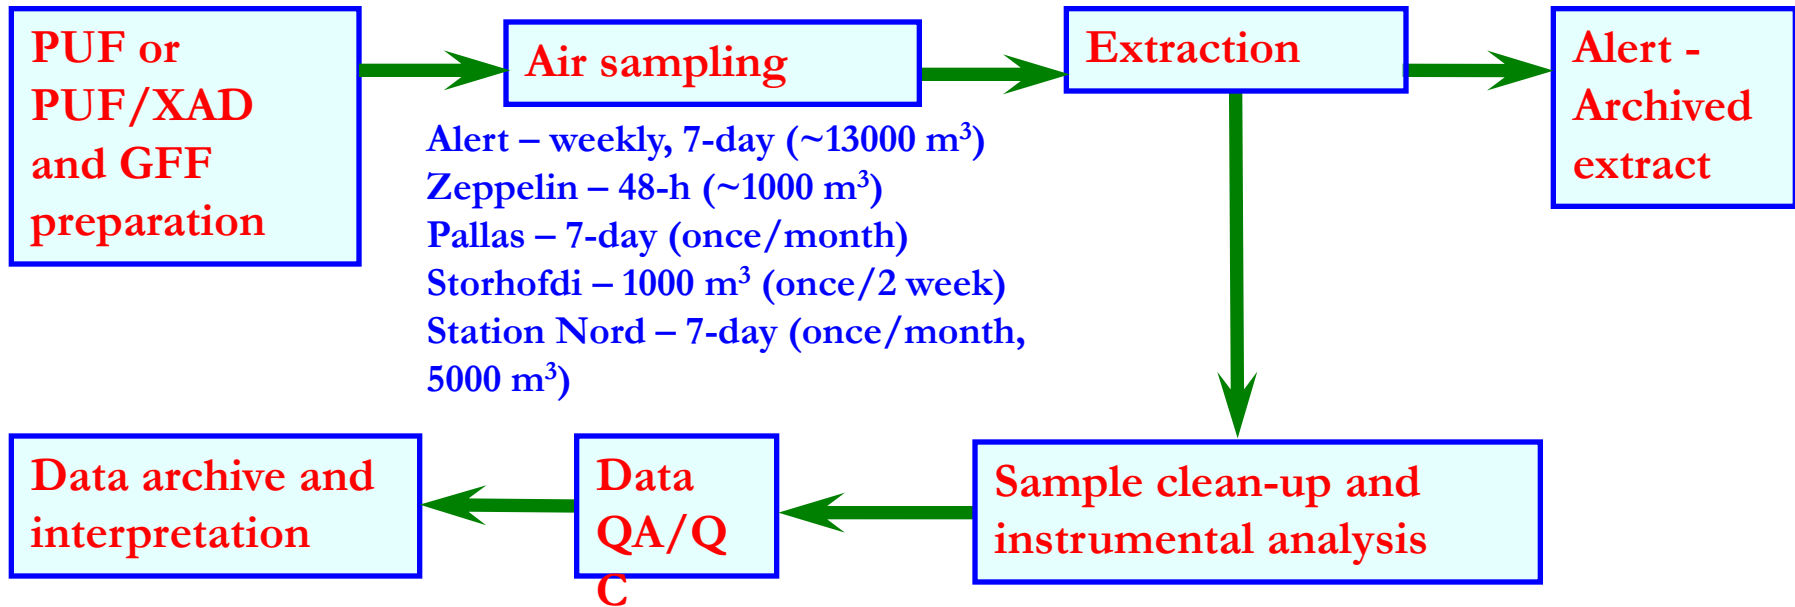 PUF or
PUF/XAD
and GFF
preparation
Air sampling
Extraction
Alert -
Archived
extract
Alert – weekly, 7-day (~13000 m³)
Zeppelin – 48-h (~1000 m³)
Pallas – 7-day (once/month)
Storhofdi – 1000 m³ (once/2 week)
Station Nord – 7-day (once/month,
5000 m³)
Data archive and
interpretation
Data
QA/Q
C
Sample clean-up and
instrumental analysis